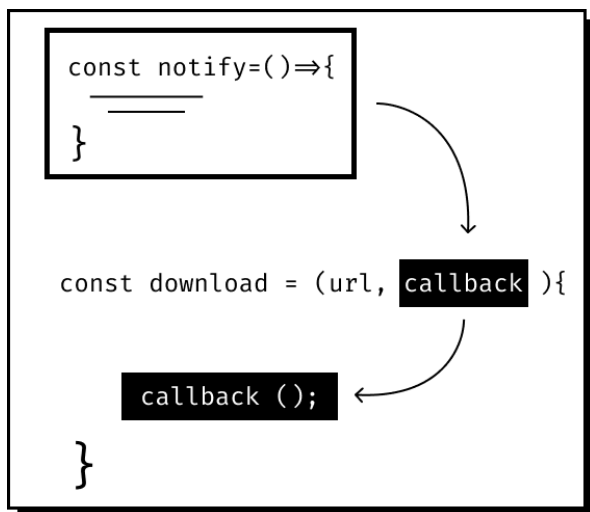 const notify=()⇒{
}
const download = (url, callback ){
callback ();
}